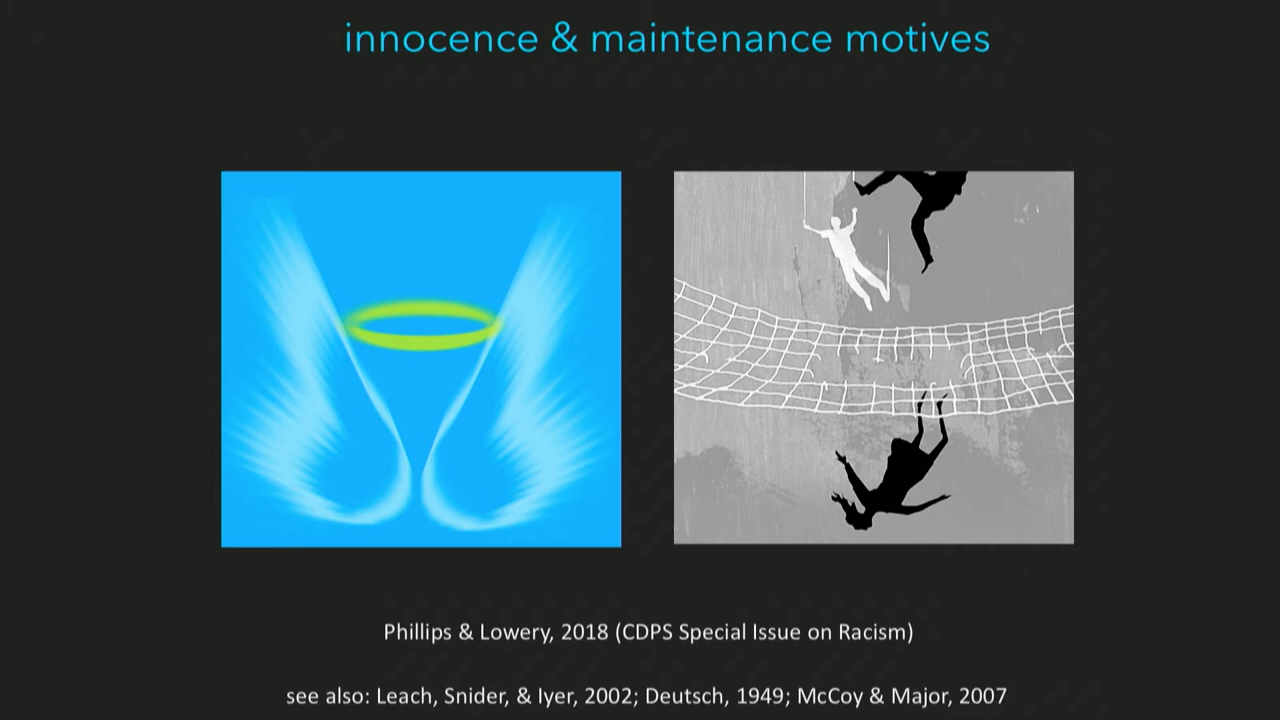 innocence & maintenance motives
Phillips & Lowery, 2018 (CDPS Special Issue on Racism)
see also: Leach, Snider, & Iyer, 2002; Deutsch, 1949; McCoy & Major, 2007